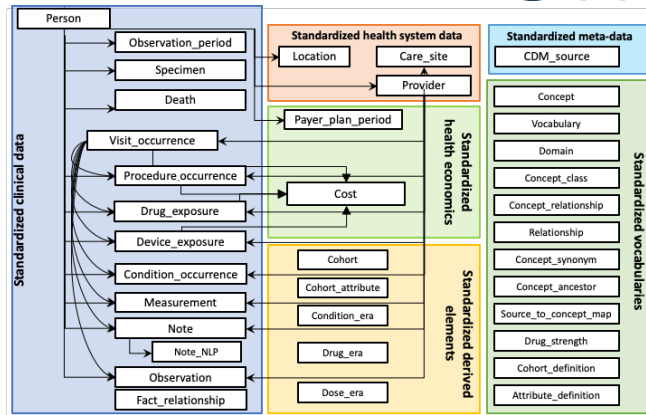 Person
Observation_period
Specimen
Death
Visit_occurrence
Procedure_occurrence
Drug_exposure
Device_exposure
Condition_occurrence
Measurement
Note
Note_NLP
Observation
Fact_relationship
Standardized clinical data
Standardized health system data
Location
Care_site
Provider
Payer_plan_period
Cost
Standardized
health economics
Cohort
Cohort_attribute
Condition_era
Drug_era
Dose_era
Standardized derived
elements
Standardized meta-data
CDM_source
Concept
Vocabulary
Domain
Concept_class
Concept_relationship
Relationship
Concept_synonym
Concept_ancestor
Source_to_concept_map
Drug_strength
Cohort_definition
Attribute_definition
Standardized vocabularies